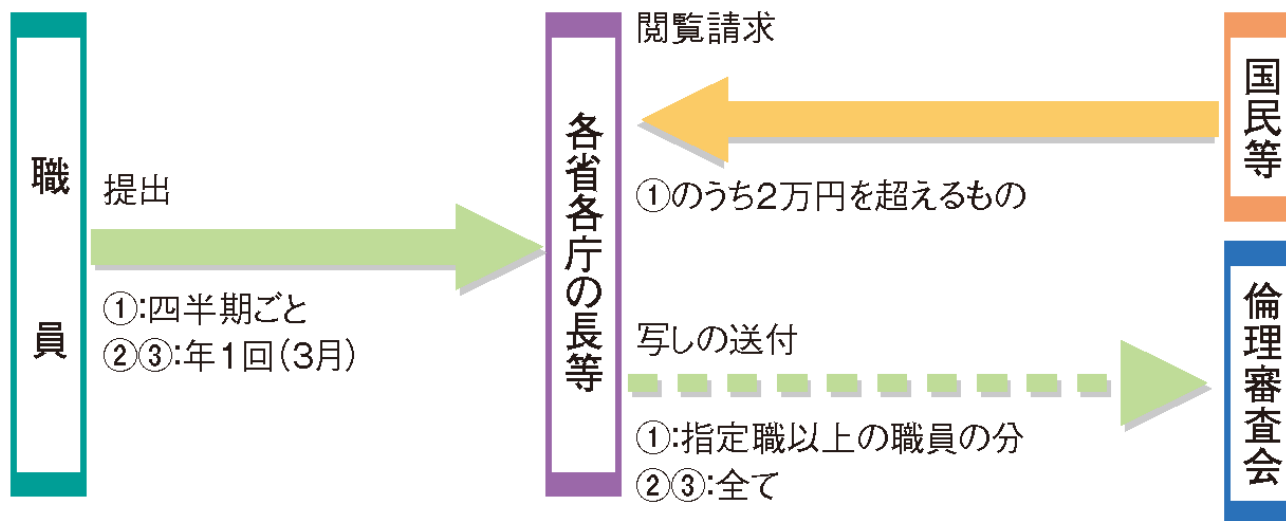 職員
提出
①:四半期ごと
②③:年1回(3月)
各省各庁の長等
閲覧請求
①のうち2万円を超えるもの
国民等
写しの送付
①:指定職以上の職員の分
②③:全て
倫理審査会